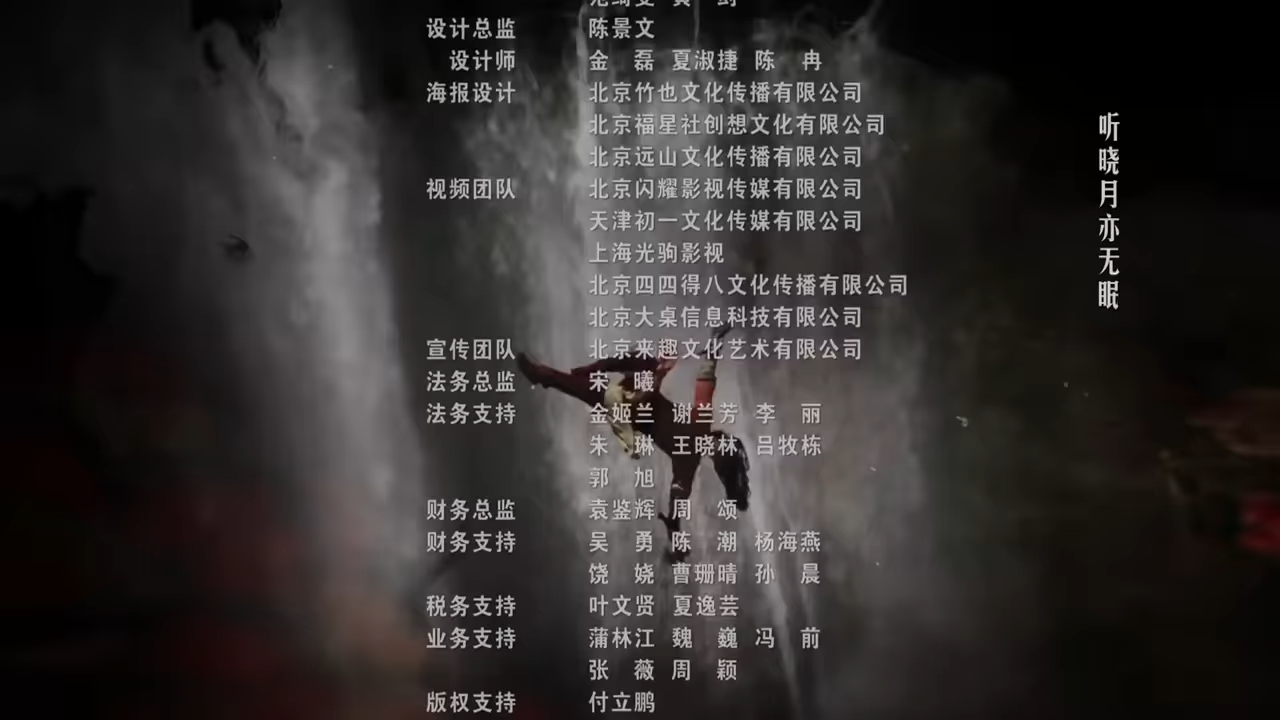 设计总监 陈景文
设计师 金 磊 夏淑捷 陈 冉
海报设计 北京竹也文化传播有限公司
北京福星社创想文化有限公司
北京远山文化传播有限公司
视频团队 北京闪耀影视传媒有限公司
天津初一文化传媒有限公司
上海光驹影视
北京四四得八文化传播有限公司
北京大桌信息科技有限公司
宣传团队 北京来趣文化艺术有限公司
法务总监 宋 曦
法务支持 金姬兰 谢兰芳 李 丽
朱 琳 王晓林 吕牧栋
郭 旭
财务总监 袁鉴辉 周 颂
财务支持 吴 勇 陈 潮 杨海燕
饶 娆 曹珊晴 孙 晨
税务支持 叶文贤 夏逸芸
业务支持 蒲林江 魏 巍 冯 前
张 薇 周 颖
版权支持 付立鹏
听晓月亦无眠